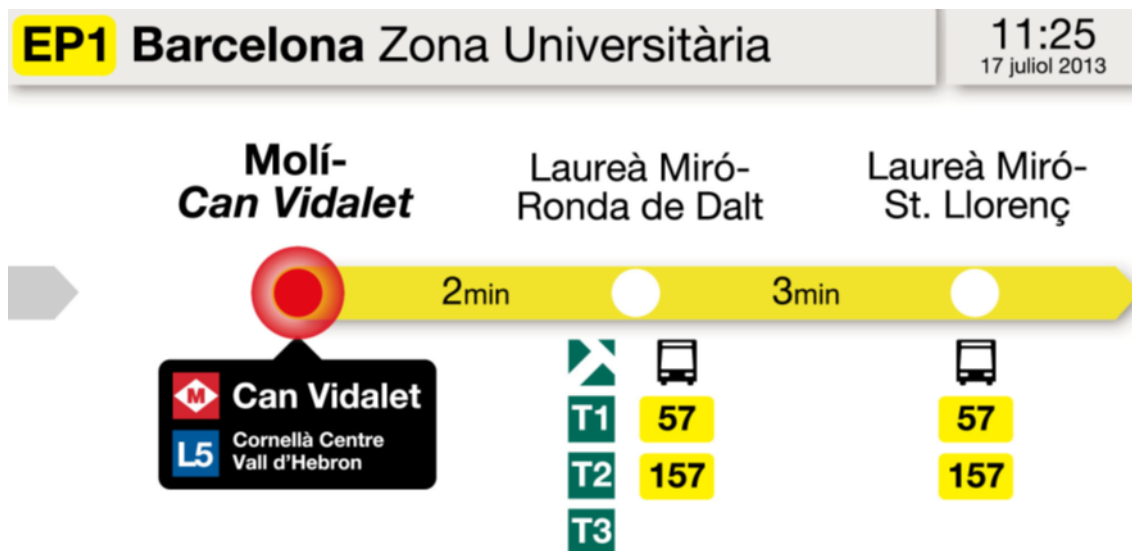 EP1 Barcelona Zona Universitària
11:25
17 juliol 2013
Molí-
Can Vidalet
Laureà Miró-
Ronda de Dalt
Laureà Miró-
St. Llorenç
2min
3min
M Can Vidalet
L5 Cornellà Centre
Vall d'Hebron
T1 57
T2 157
T3
57
157